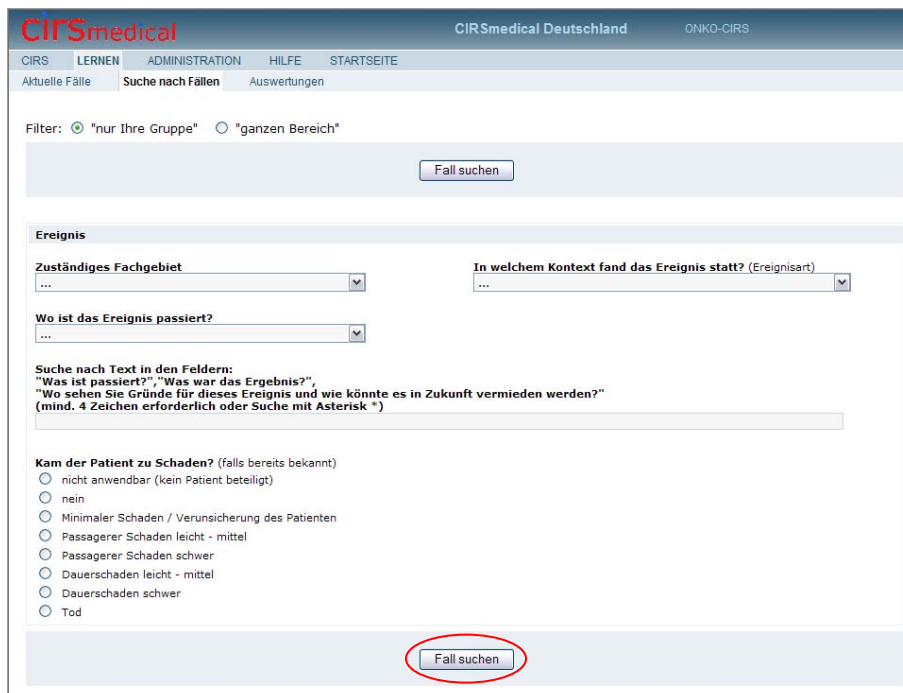 CIRSmedical
CIRSmedical Deutschland ONKO-CIRS
CIRS LERNEN ADMINISTRATION HILFE STARTSEITE
Aktuelle Fälle Suche nach Fällen Auswertungen
Filter: "nur Ihre Gruppe" "ganzen Bereich"
Fall suchen
Ereignis
Zuständiges Fachgebiet
...
In welchem Kontext fand das Ereignis statt? (Ereignisart)
...
Wo ist das Ereignis passiert?
...
Suche nach Text in den Feldern:
"Was ist passiert?","Was war das Ergebnis?",
"Wo sehen Sie Gründe für dieses Ereignis und wie könnte es in Zukunft vermieden werden?"
(mind. 4 Zeichen erforderlich oder Suche mit Asterisk *)
Kam der Patient zu Schaden? (falls bereits bekannt)
nicht anwendbar (kein Patient beteiligt)
nein
Minimaler Schaden / Verunsicherung des Patienten
Passagerer Schaden leicht - mittel
Passagerer Schaden schwer
Dauerschaden leicht - mittel
Dauerschaden schwer
Tod
Fall suchen